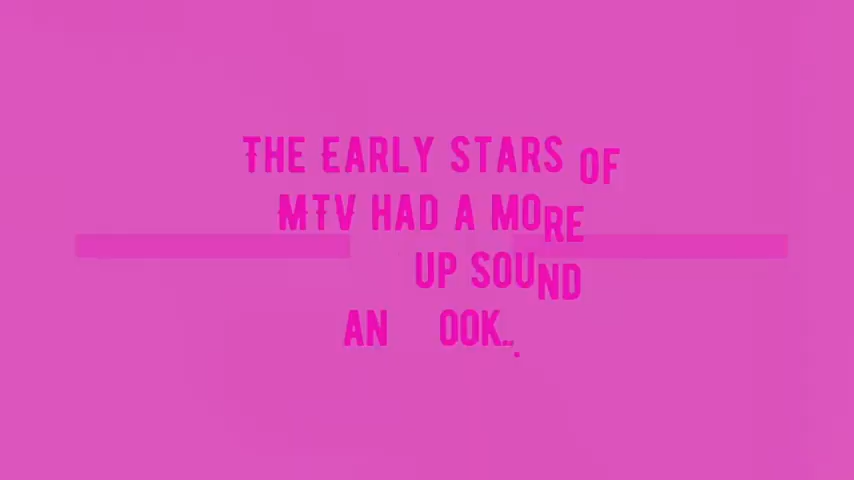 THE EARLY STARS OF
MTV HAD A MORE
UP SOUND
AN OOK...